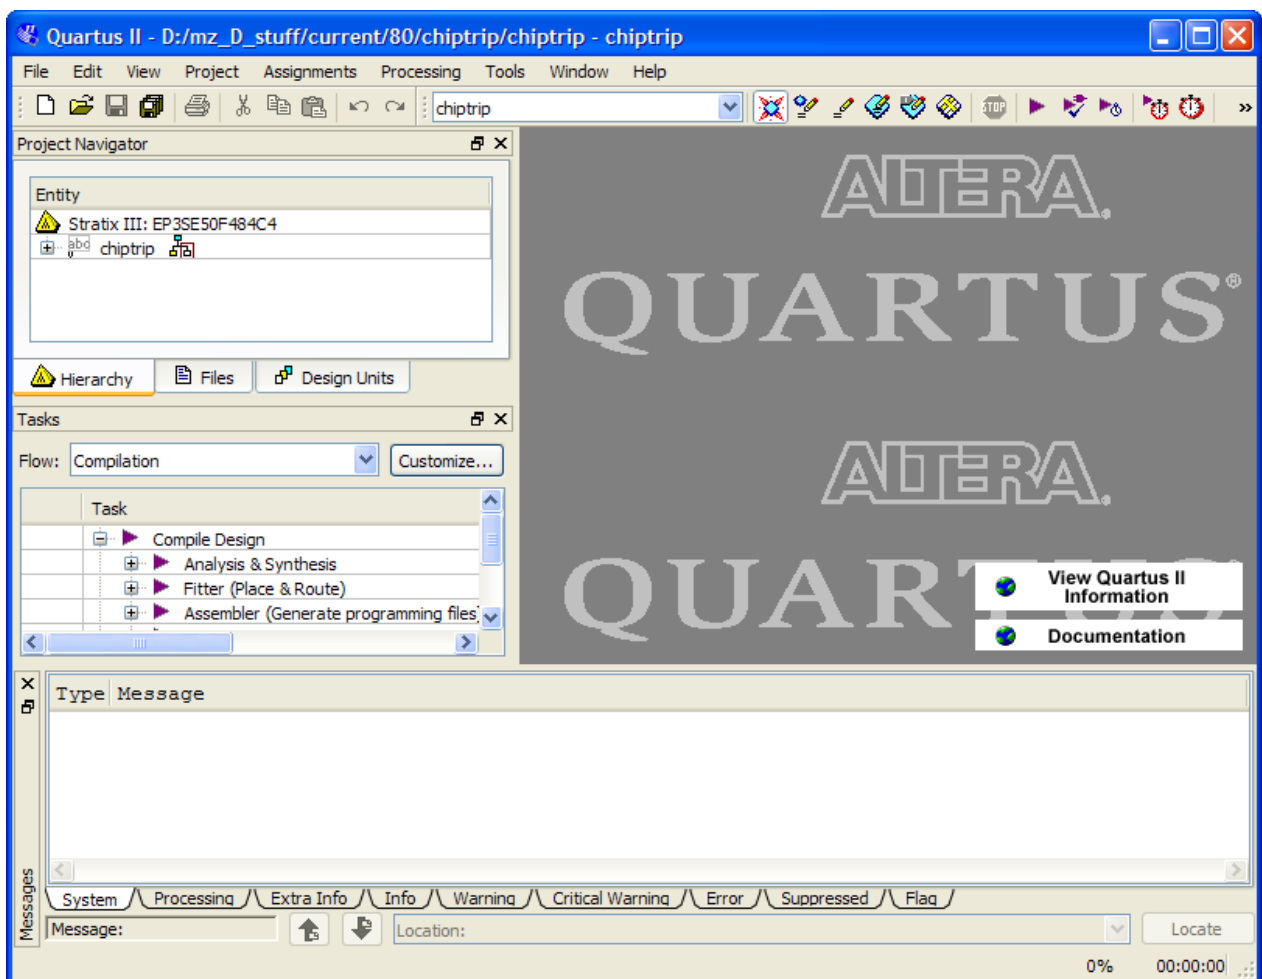 Quartus II - D:/mz_D_stuff/current/80/chiptrip/chiptrip - chiptrip
File Edit View Project Assignments Processing Tools Window Help
chiptrip
STOP
»
Project Navigator
Entity
Stratix III: EP3SE50F484C4
abc chiptrip
Hierarchy Files Design Units
Tasks
Flow: Compilation Customize...
Task
Compile Design
Analysis & Synthesis
Fitter (Place & Route)
Assembler (Generate programming files)
ALTERA®
QUARTUS®
ALTERA®
QUARTUS
View Quartus II
Information
Documentation
Type Message
Messages
System Processing Extra Info Info Warning Critical Warning Error Suppressed Flag
Message: Location: Locate
0% 00:00:00